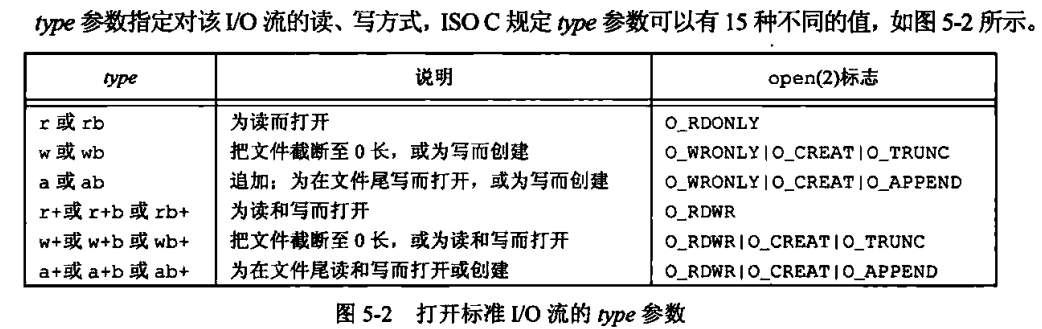 type 参数指定对该 I/O 流的读、写方式，ISO C 规定 type 参数可以有 15 种不同的值，如图 5-2 所示。
type 说明 open(2)标志
r 或 rb 为读而打开 O_RDONLY
w 或 wb 把文件截断至 0 长，或为写而创建 O_WRONLY|O_CREAT|O_TRUNC
a 或 ab 追加；为在文件尾写而打开，或为写而创建 O_WRONLY|O_CREAT|O_APPEND
r+或 r+b 或 rb+ 为读和写而打开 O_RDWR
w+或 w+b 或 wb+ 把文件截断至 0 长，或为读和写而打开 O_RDWR|O_CREAT|O_TRUNC
a+或 a+b 或 ab+ 为在文件尾读和写而打开或创建 O_RDWR|O_CREAT|O_APPEND
图 5-2 打开标准 I/O 流的 type 参数